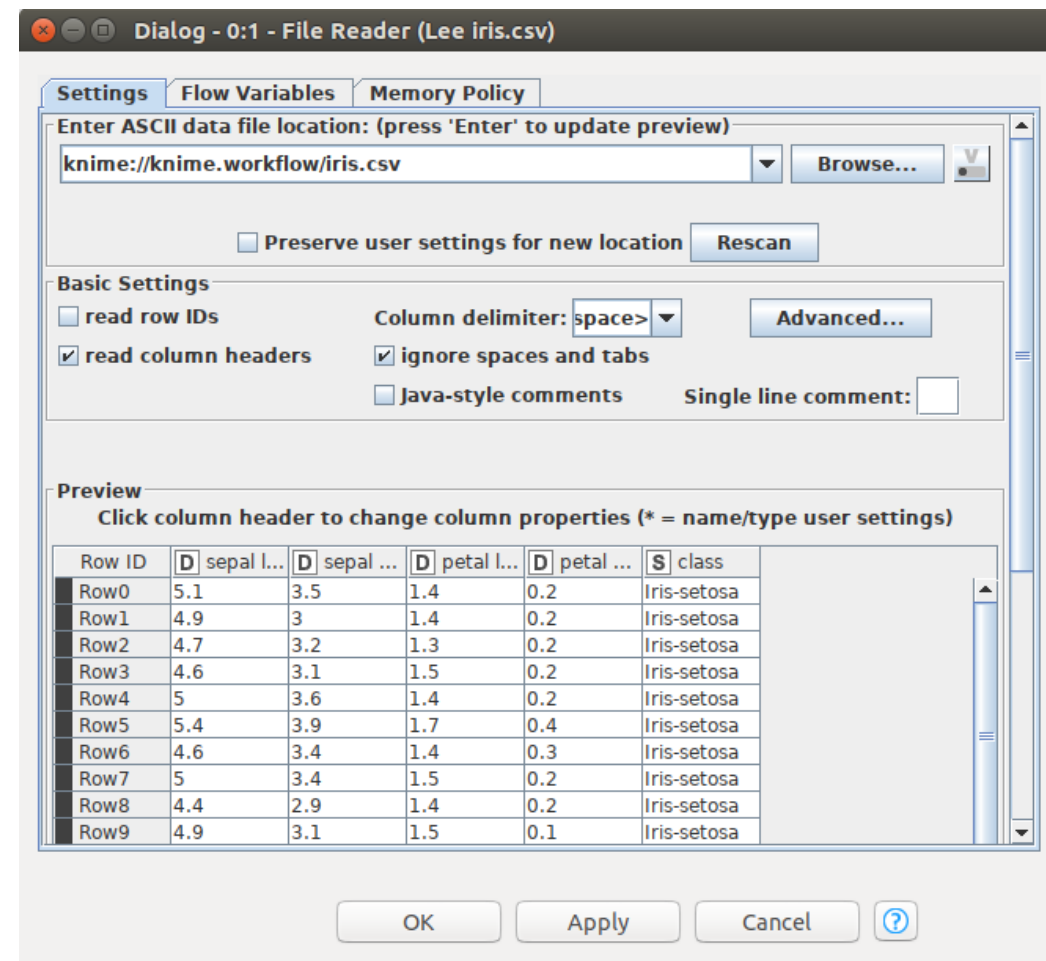 Dialog - 0:1 - File Reader (Lee iris.csv)
Settings Flow Variables Memory Policy
Enter ASCII data file location: (press 'Enter' to update preview)
knime://knime.workflow/iris.csv Browse... V
Preserve user settings for new location Rescan
Basic Settings
read row IDs Column delimiter: space> Advanced...
read column headers ignore spaces and tabs
Java-style comments Single line comment:
Preview
Click column header to change column properties (* = name/type user settings)
Row ID D sepal l... D sepal ... D petal l... D petal ... S class
Row0 5.1 3.5 1.4 0.2 Iris-setosa
Row1 4.9 3 1.4 0.2 Iris-setosa
Row2 4.7 3.2 1.3 0.2 Iris-setosa
Row3 4.6 3.1 1.5 0.2 Iris-setosa
Row4 5 3.6 1.4 0.2 Iris-setosa
Row5 5.4 3.9 1.7 0.4 Iris-setosa
Row6 4.6 3.4 1.4 0.3 Iris-setosa
Row7 5 3.4 1.5 0.2 Iris-setosa
Row8 4.4 2.9 1.4 0.2 Iris-setosa
Row9 4.9 3.1 1.5 0.1 Iris-setosa
OK Apply Cancel ?